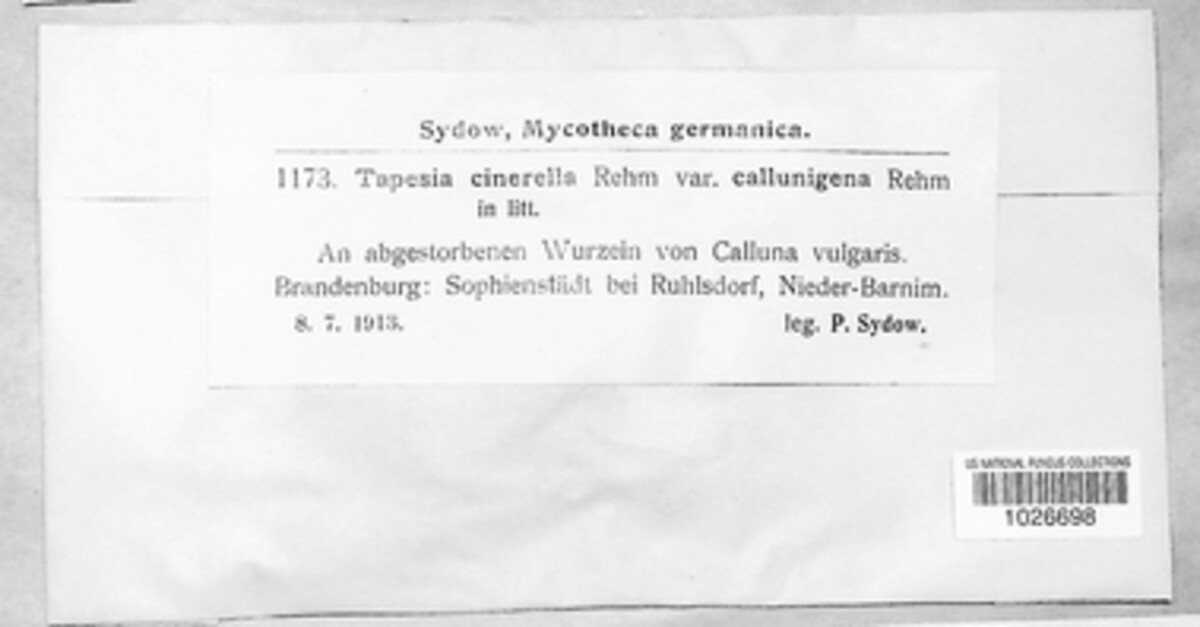 Sydow, Mycotheca germanica.
1173. Tapesia cinerella Rehm var. callunigena Rehm
in litt.
An abgestorbenen Wurzeln von Calluna vulgaris.
Brandenburg: Sophienstädt bei Ruhlsdorf, Nieder-Barnim.
8. 7. 1913. leg. P. Sydow.
US NATIONAL FUNGUS COLLECTIONS
1026698